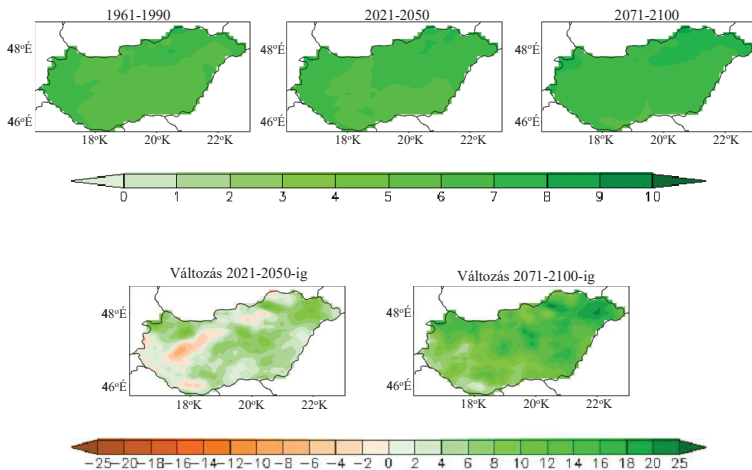 1961-1990 2021-2050 2071-2100
48°É 48°É 48°É
46°É 46°É 46°É
18°K 20°K 22°K 18°K 20°K 22°K 18°K 20°K 22°K
0 1 2 3 4 5 6 7 8 9 10
Változás 2021-2050-ig Változás 2071-2100-ig
48°É 48°É
46°É 46°É
18°K 20°K 22°K 18°K 20°K 22°K
-25 -20 -18 -16 -14 -12 -10 -8 -6 -4 -2 0 2 4 6 8 10 12 14 16 18 20 25